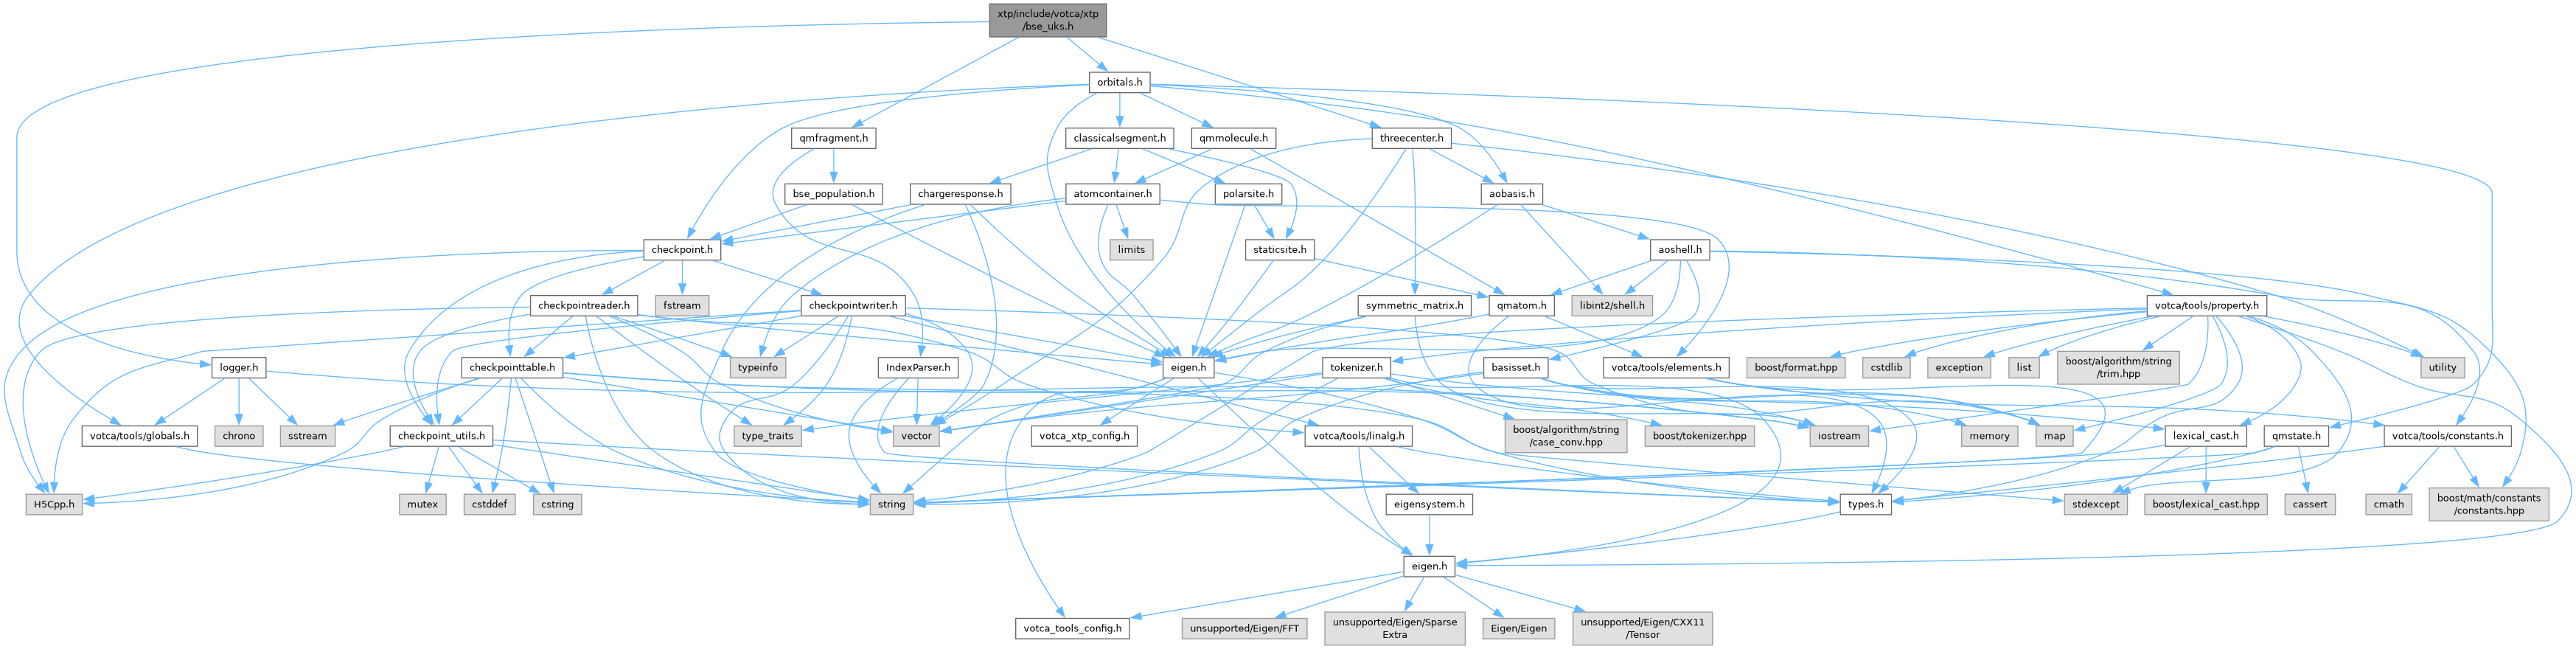 xtp/include/votca/xtp
/bse_uks.h
orbitals.h
qmfragment.h
classicalsegment.h
qmmolecule.h
threecenter.h
bse_population.h
chargeresponse.h
atomcontainer.h
polarsite.h
aobasis.h
checkpoint.h
limits
staticsite.h
aoshell.h
checkpointreader.h
fstream
checkpointwriter.h
symmetric_matrix.h
qmatom.h
libint2/shell.h
votca/tools/property.h
logger.h
checkpointtable.h
typeinfo
IndexParser.h
eigen.h
tokenizer.h
basisset.h
votca/tools/elements.h
boost/format.hpp
cstdlib
exception
list
boost/algorithm/string
/trim.hpp
utility
votca/tools/globals.h
chrono
sstream
checkpoint_utils.h
type_traits
vector
votca_xtp_config.h
votca/tools/linalg.h
boost/algorithm/string
/case_conv.hpp
boost/tokenizer.hpp
iostream
memory
map
lexical_cast.h
qmstate.h
votca/tools/constants.h
H5Cpp.h
mutex
cstddef
cstring
string
eigensystem.h
types.h
stdexcept
boost/lexical_cast.hpp
cassert
cmath
boost/math/constants
/constants.hpp
eigen.h
votca_tools_config.h
unsupported/Eigen/FFT
unsupported/Eigen/Sparse
Extra
Eigen/Eigen
unsupported/Eigen/CXX11
/Tensor